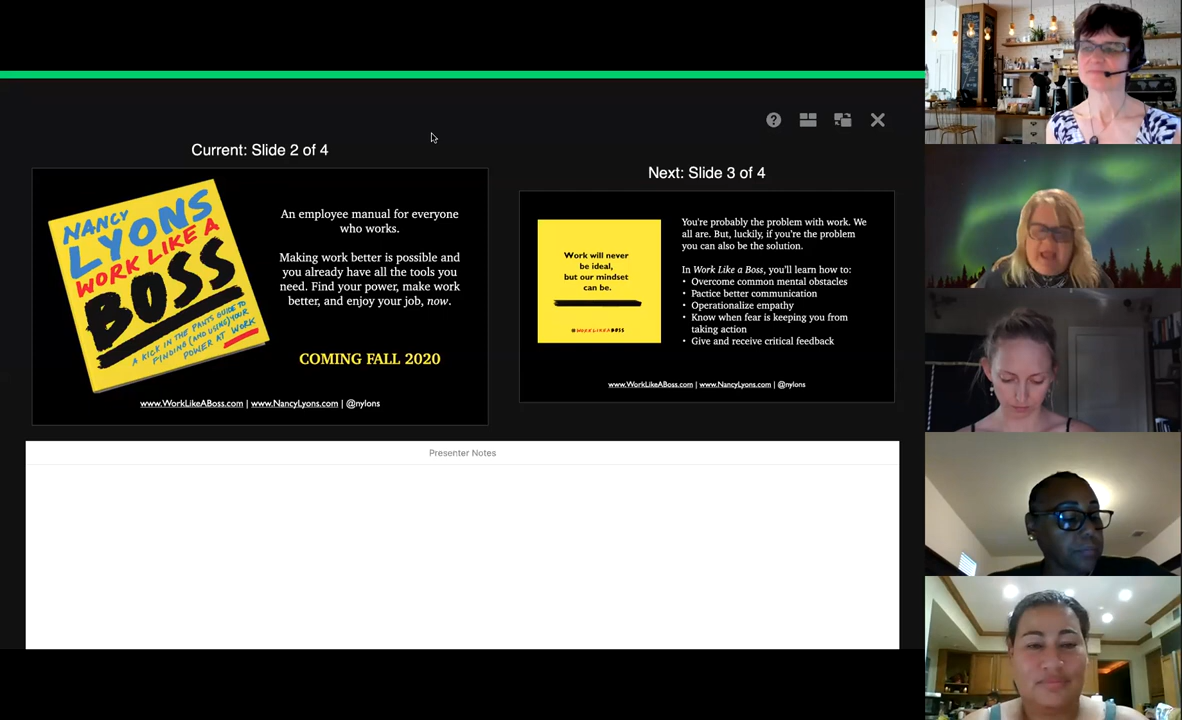 Current: Slide 2 of 4
NANCY
LYONS
WORK LIKE A
BOSS
A KICK IN THE PANTS GUIDE TO
FINDING (AND USING) YOUR
POWER AT WORK
An employee manual for everyone
who works.
Making work better is possible and
you already have all the tools you
need. Find your power, make work
better, and enjoy your job, now.
COMING FALL 2020
www.WorkLikeABoss.com | www.NancyLyons.com | @nylons
Next: Slide 3 of 4
Work will never
be ideal,
but our mindset
can be.
@WORKLIKEABOSS
You're probably the problem with work. We
all are. But, luckily, if you're the problem
you can also be the solution.
In Work Like a Boss, you'll learn how to:
• Overcome common mental obstacles
• Pactice better communication
• Operationalize empathy
• Know when fear is keeping you from
taking action
• Give and receive critical feedback
www.WorkLikeABoss.com | www.NancyLyons.com | @nylons
Presenter Notes